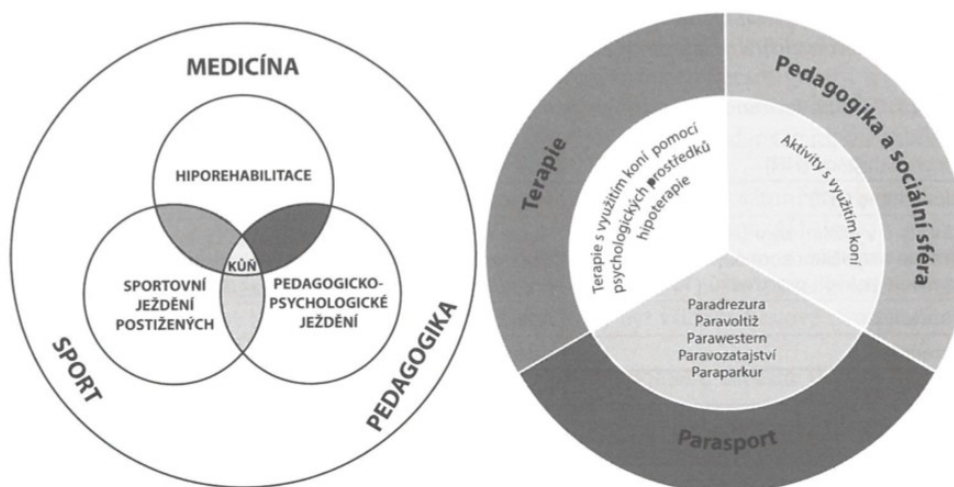 MEDICÍNA
HIPOREHABILITACE
KŮŇ
SPORTOVNÍ
JEŽDĚNÍ
POSTIŽENÝCH
PEDAGOGICKO-
PSYCHOLOGICKÉ
JEŽDĚNÍ
SPORT
PEDAGOGIKA
Terapie
Terapie s využitím koní pomocí
psychologických prostředků
hipoterapie
Pedagogika a sociální sféra
Aktivity s využitím koní
Paradrezura
Paravoltiž
Parawestern
Paravozatajství
Paraparkur
Parasport